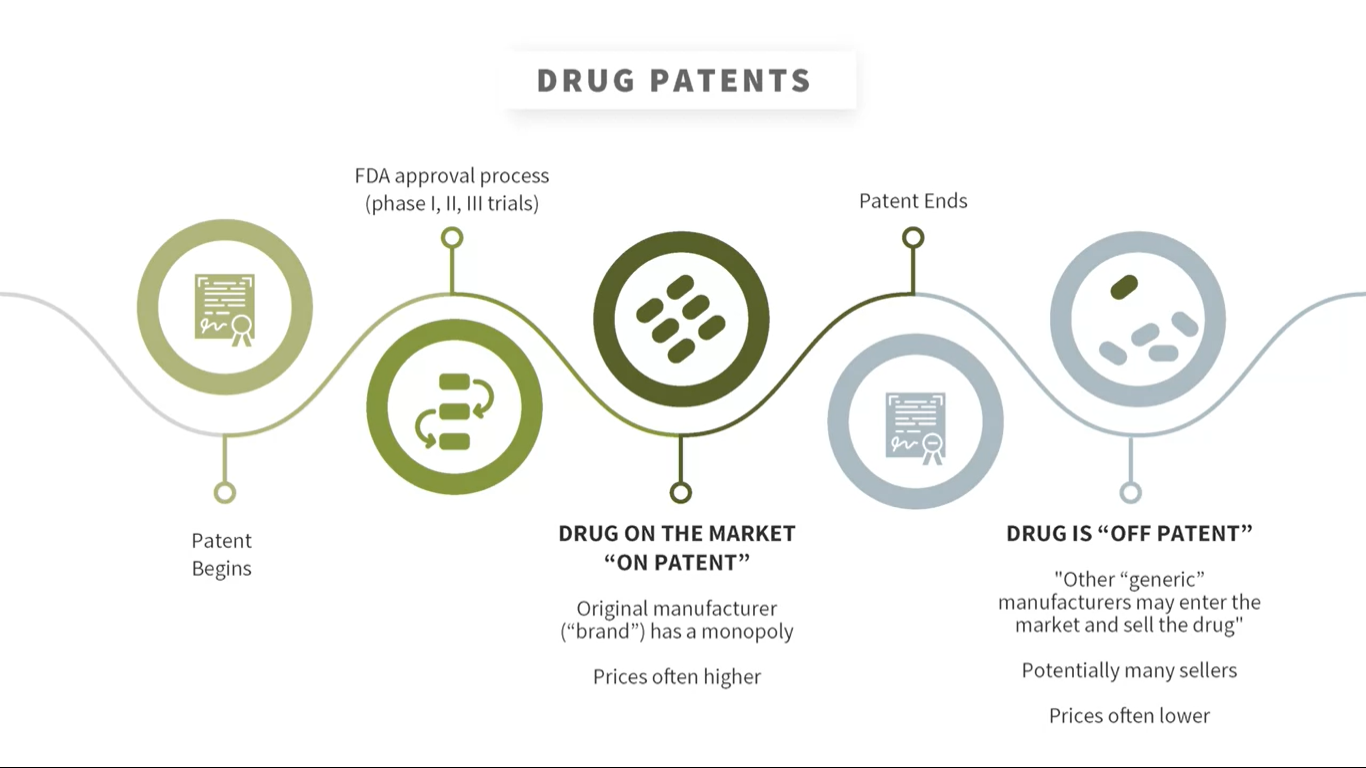 DRUG PATENTS
Patent
Begins
FDA approval process
(phase I, II, III trials)
DRUG ON THE MARKET
“ON PATENT”
Original manufacturer
(“brand”) has a monopoly
Prices often higher
Patent Ends
DRUG IS “OFF PATENT”
"Other “generic”
manufacturers may enter the
market and sell the drug"
Potentially many sellers
Prices often lower